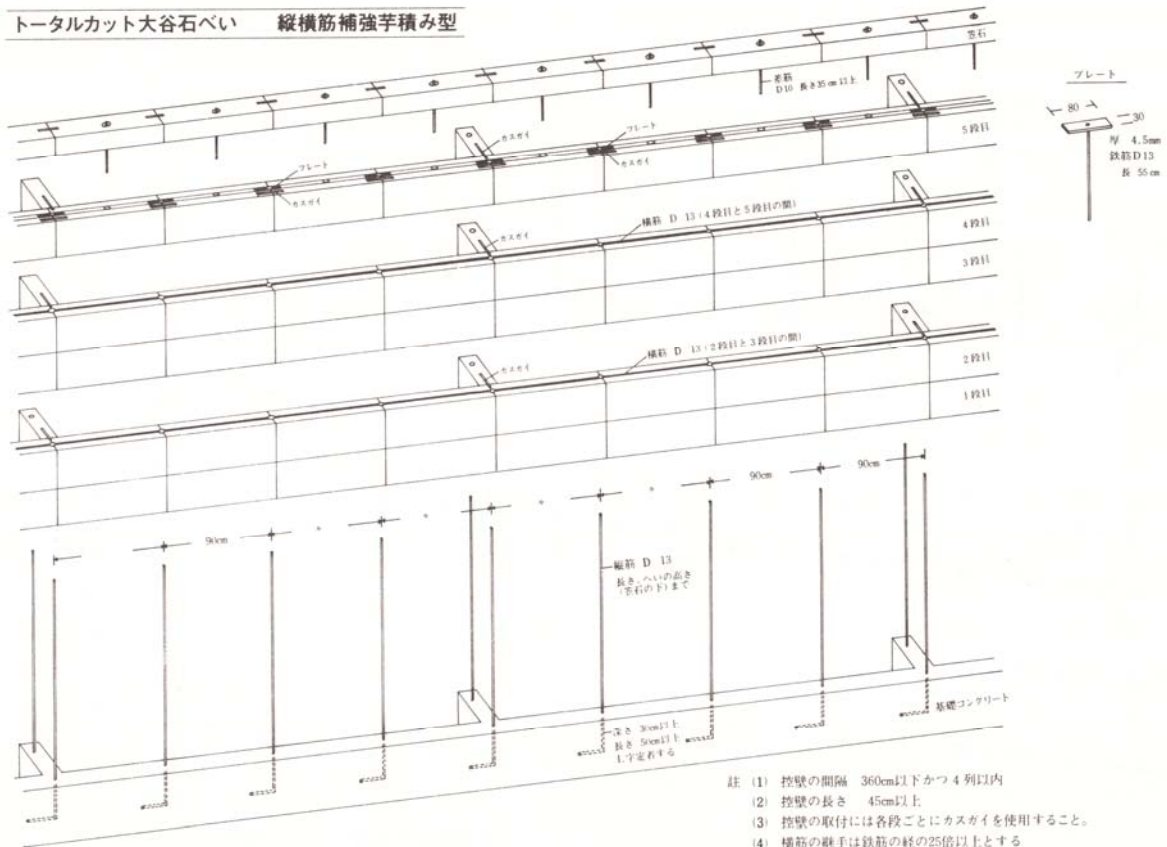 トータルカット大谷石べい　縦横筋補強芋積み型
笠石
差筋
D10 長さ35cm以上
プレート
80
30
厚 4.5mm
鉄筋D13
長 55cm
カスガイ
プレート
5段目
プレート
カスガイ
カスガイ
横筋 D 13(4段目と5段目の間)
カスガイ
4段目
3段目
横筋 D 13(2段目と3段目の間)
カスガイ
2段目
1段目
90cm
90cm
90cm
縦筋 D 13
長さ、へいの高さ
(笠石の下)まで
基礎コンクリート
深さ 30cm以上
長さ 50cm以上
L字定着する
註 (1) 控壁の間隔 360cm以下かつ4列以内
(2) 控壁の長さ 45cm以上
(3) 控壁の取付には各段ごとにカスガイを使用すること。
(4) 横筋の継手は鉄筋の経の25倍以上とする